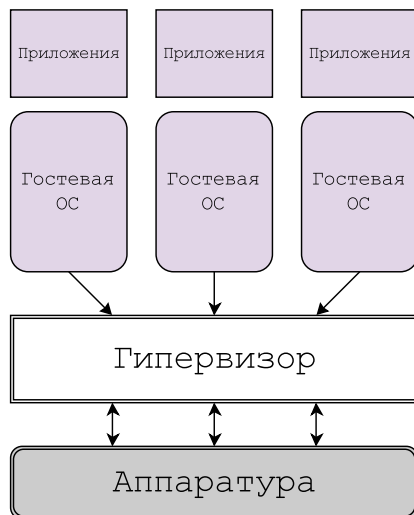 Приложения
Приложения
Приложения
Гостевая
ОС
Гостевая
ОС
Гостевая
ОС
Гипервизор
Аппаратура